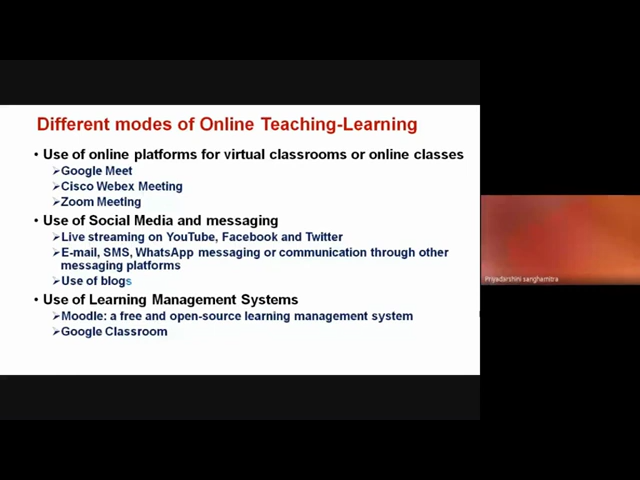 Different modes of Online Teaching-Learning
• Use of online platforms for virtual classrooms or online classes
➢Google Meet
➢Cisco Webex Meeting
➢Zoom Meeting
• Use of Social Media and messaging
➢Live streaming on YouTube, Facebook and Twitter
➢E-mail, SMS, WhatsApp messaging or communication through other
messaging platforms
➢Use of blogs
• Use of Learning Management Systems
➢Moodle: a free and open-source learning management system
➢Google Classroom
Priyadarshini sanghamitra